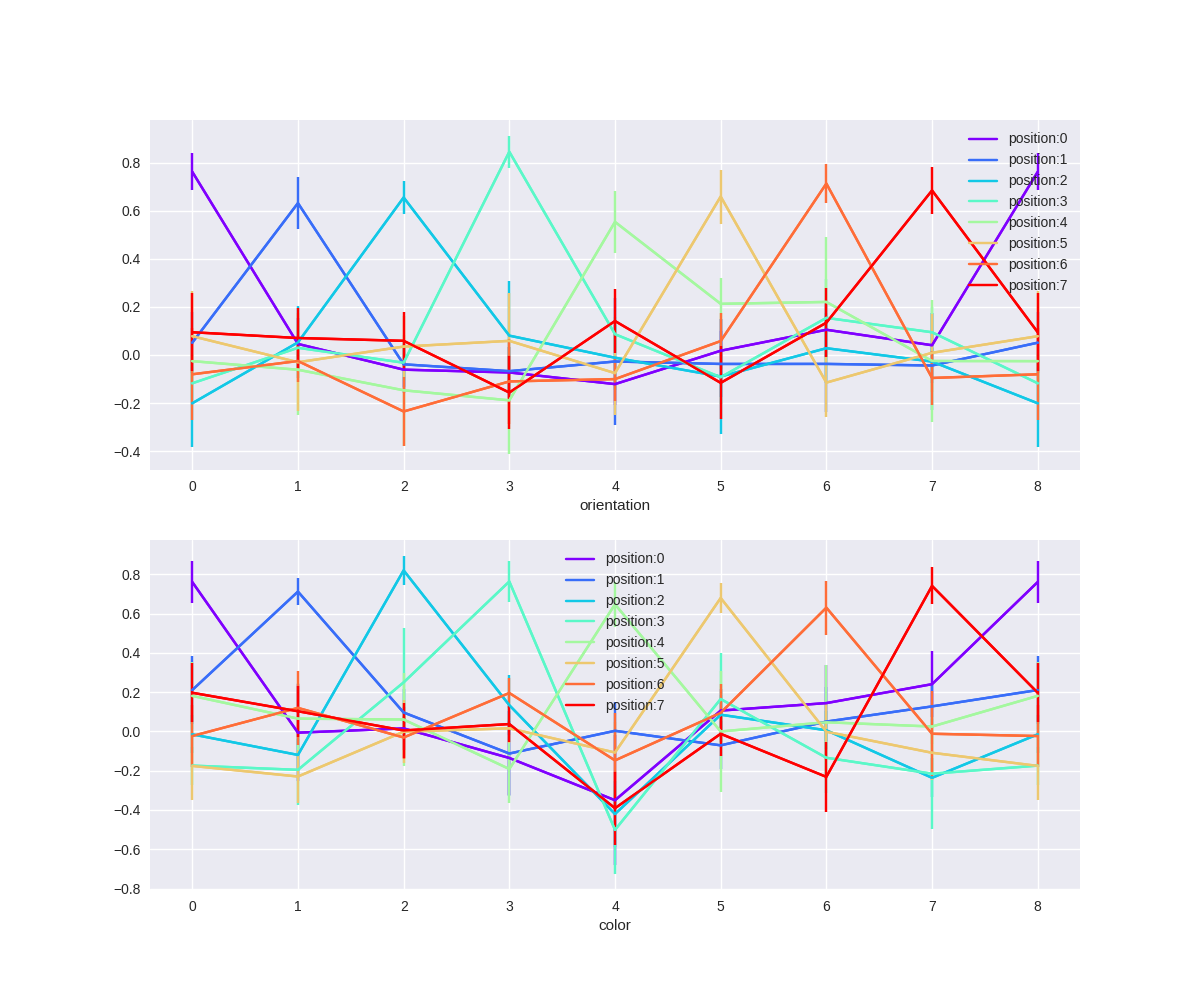 position:0
position:1
position:2
position:3
position:4
position:5
position:6
position:7
0.8
0.6
0.4
0.2
0.0
−0.2
−0.4
0 1 2 3 4 5 6 7 8
orientation
position:0
position:1
position:2
position:3
position:4
position:5
position:6
position:7
0.8
0.6
0.4
0.2
0.0
−0.2
−0.4
−0.6
−0.8
0 1 2 3 4 5 6 7 8
color